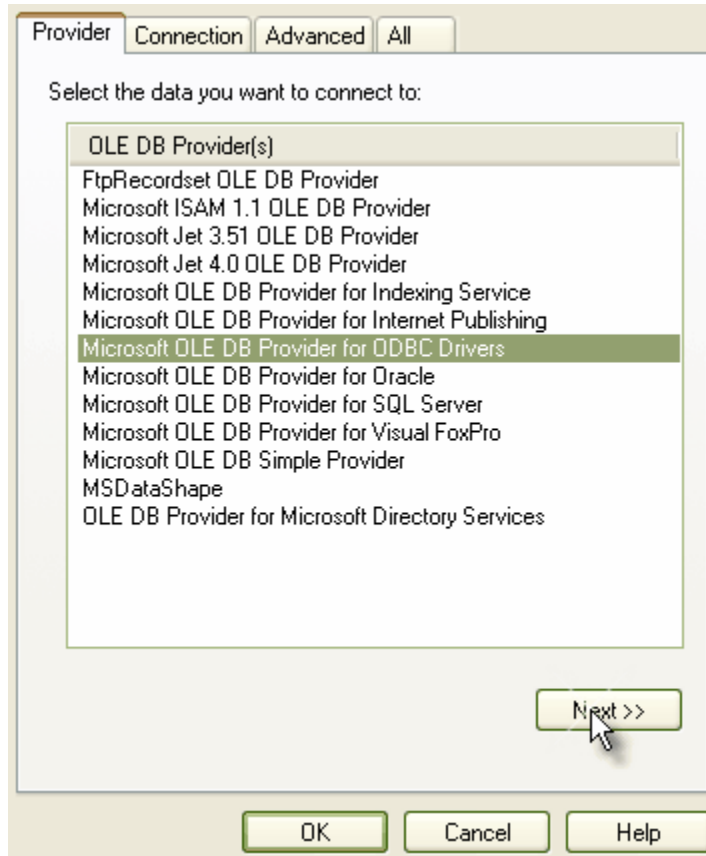 Provider Connection Advanced All
Select the data you want to connect to:
OLE DB Provider(s)
FtpRecordset OLE DB Provider
Microsoft ISAM 1.1 OLE DB Provider
Microsoft Jet 3.51 OLE DB Provider
Microsoft Jet 4.0 OLE DB Provider
Microsoft OLE DB Provider for Indexing Service
Microsoft OLE DB Provider for Internet Publishing
Microsoft OLE DB Provider for ODBC Drivers
Microsoft OLE DB Provider for Oracle
Microsoft OLE DB Provider for SQL Server
Microsoft OLE DB Provider for Visual FoxPro
Microsoft OLE DB Simple Provider
MSDataShape
OLE DB Provider for Microsoft Directory Services
Next >>
OK Cancel Help